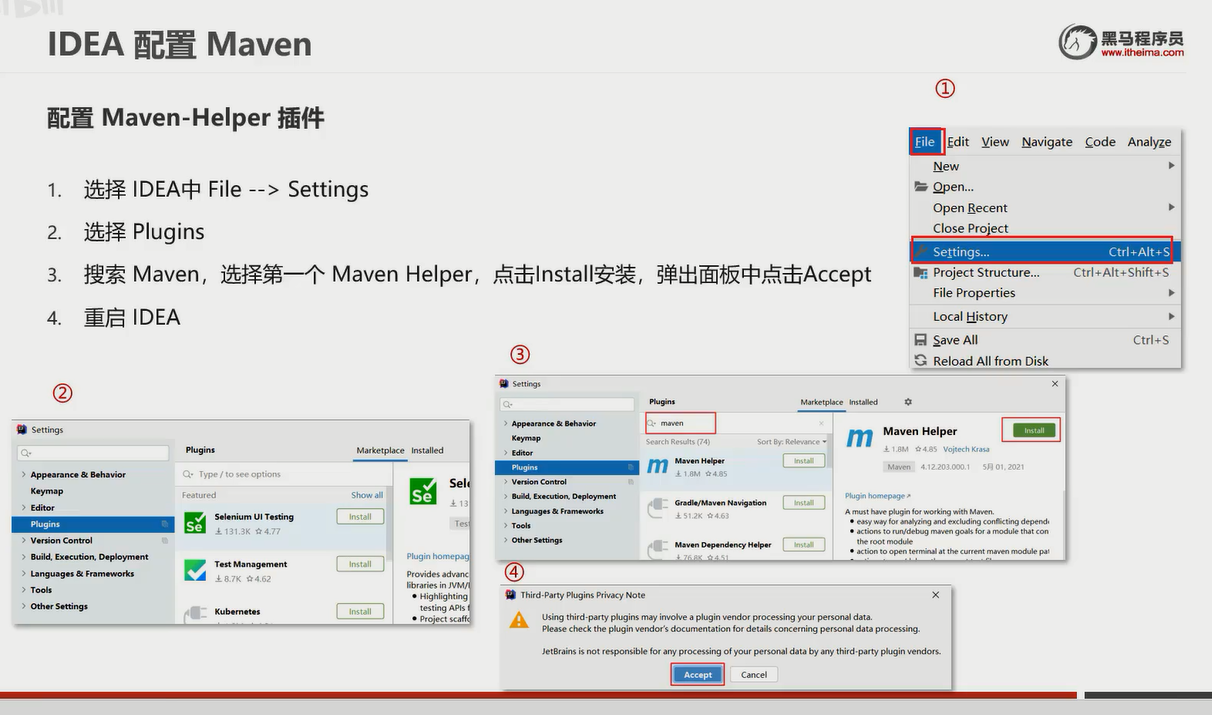 IDEA 配置 Maven
黑马程序员
www.itheima.com
配置 Maven-Helper 插件
1. 选择 IDEA中 File --> Settings
2. 选择 Plugins
3. 搜索 Maven，选择第一个 Maven Helper，点击Install安装，弹出面板中点击Accept
4. 重启 IDEA
①
File Edit View Navigate Code Analyze
New
Open...
Open Recent
Close Project
Settings... Ctrl+Alt+S
Project Structure... Ctrl+Alt+Shift+S
File Properties
Local History
Save All Ctrl+S
Reload All from Disk
②
Settings
Appearance & Behavior
Keymap
Editor
Plugins
Version Control
Build, Execution, Deployment
Languages & Frameworks
Tools
Other Settings
Plugins Marketplace Installed
Type / to see options
Featured Show all
Selenium UI Testing Install
131.3K 4.77
Test Management Install
8.7K 4.62
Kubernetes Install
Sele
13
Test
Plugin homepag
Provides advanc
libraries in JVM/
Highlighting
testing APIs f
Project scaffo
③
Settings
Appearance & Behavior
Keymap
Editor
Plugins
Version Control
Build, Execution, Deployment
Languages & Frameworks
Tools
Other Settings
Plugins Marketplace Installed
maven
Search Results (74) Sort By: Relevance
Maven Helper Install
1.8M 4.85
Gradle/Maven Navigation Install
51.2K 4.63
Maven Dependency Helper Install
76.8K 4.51
Maven Helper Install
1.8M 4.85 Vojtech Krasa
Maven 4.12.203.000.1 5月 01, 2021
Plugin homepage
A must have plugin for working with Maven.
easy way for analyzing and excluding conflicting depende
actions to run/debug maven goals for a module that con
the root module
action to open terminal at the current maven module pat
④
Third-Party Plugins Privacy Note
Using third-party plugins may involve a plugin vendor processing your personal data.
Please check the plugin vendor's documentation for details concerning personal data processing.
JetBrains is not responsible for any processing of your personal data by any third-party plugin vendors.
Accept Cancel